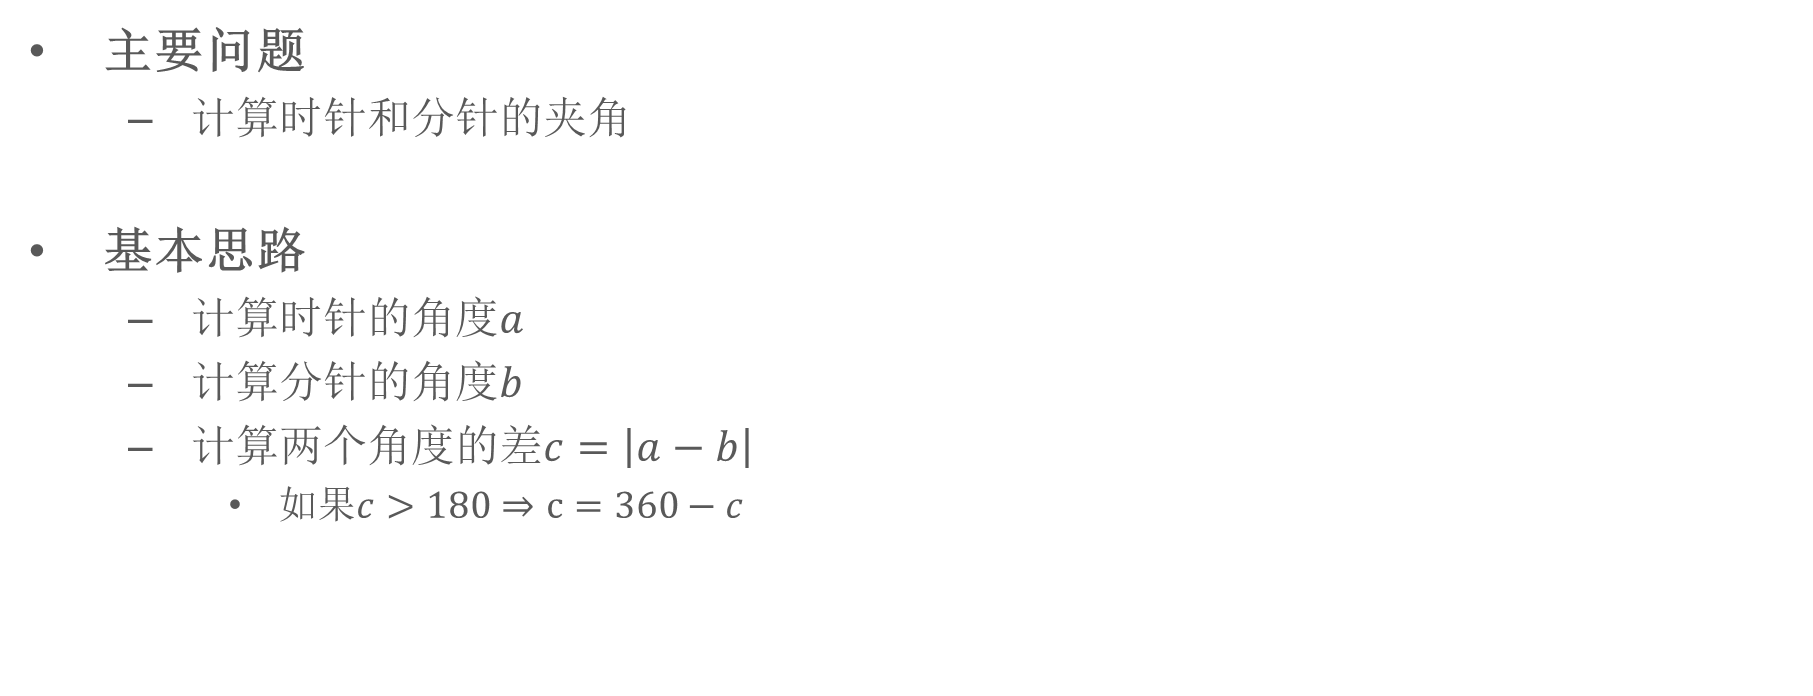 • 主要问题
– 计算时针和分针的夹角
• 基本思路
– 计算时针的角度a
– 计算分针的角度b
– 计算两个角度的差c = |a − b|
• 如果c > 180 ⇒ c = 360 − c